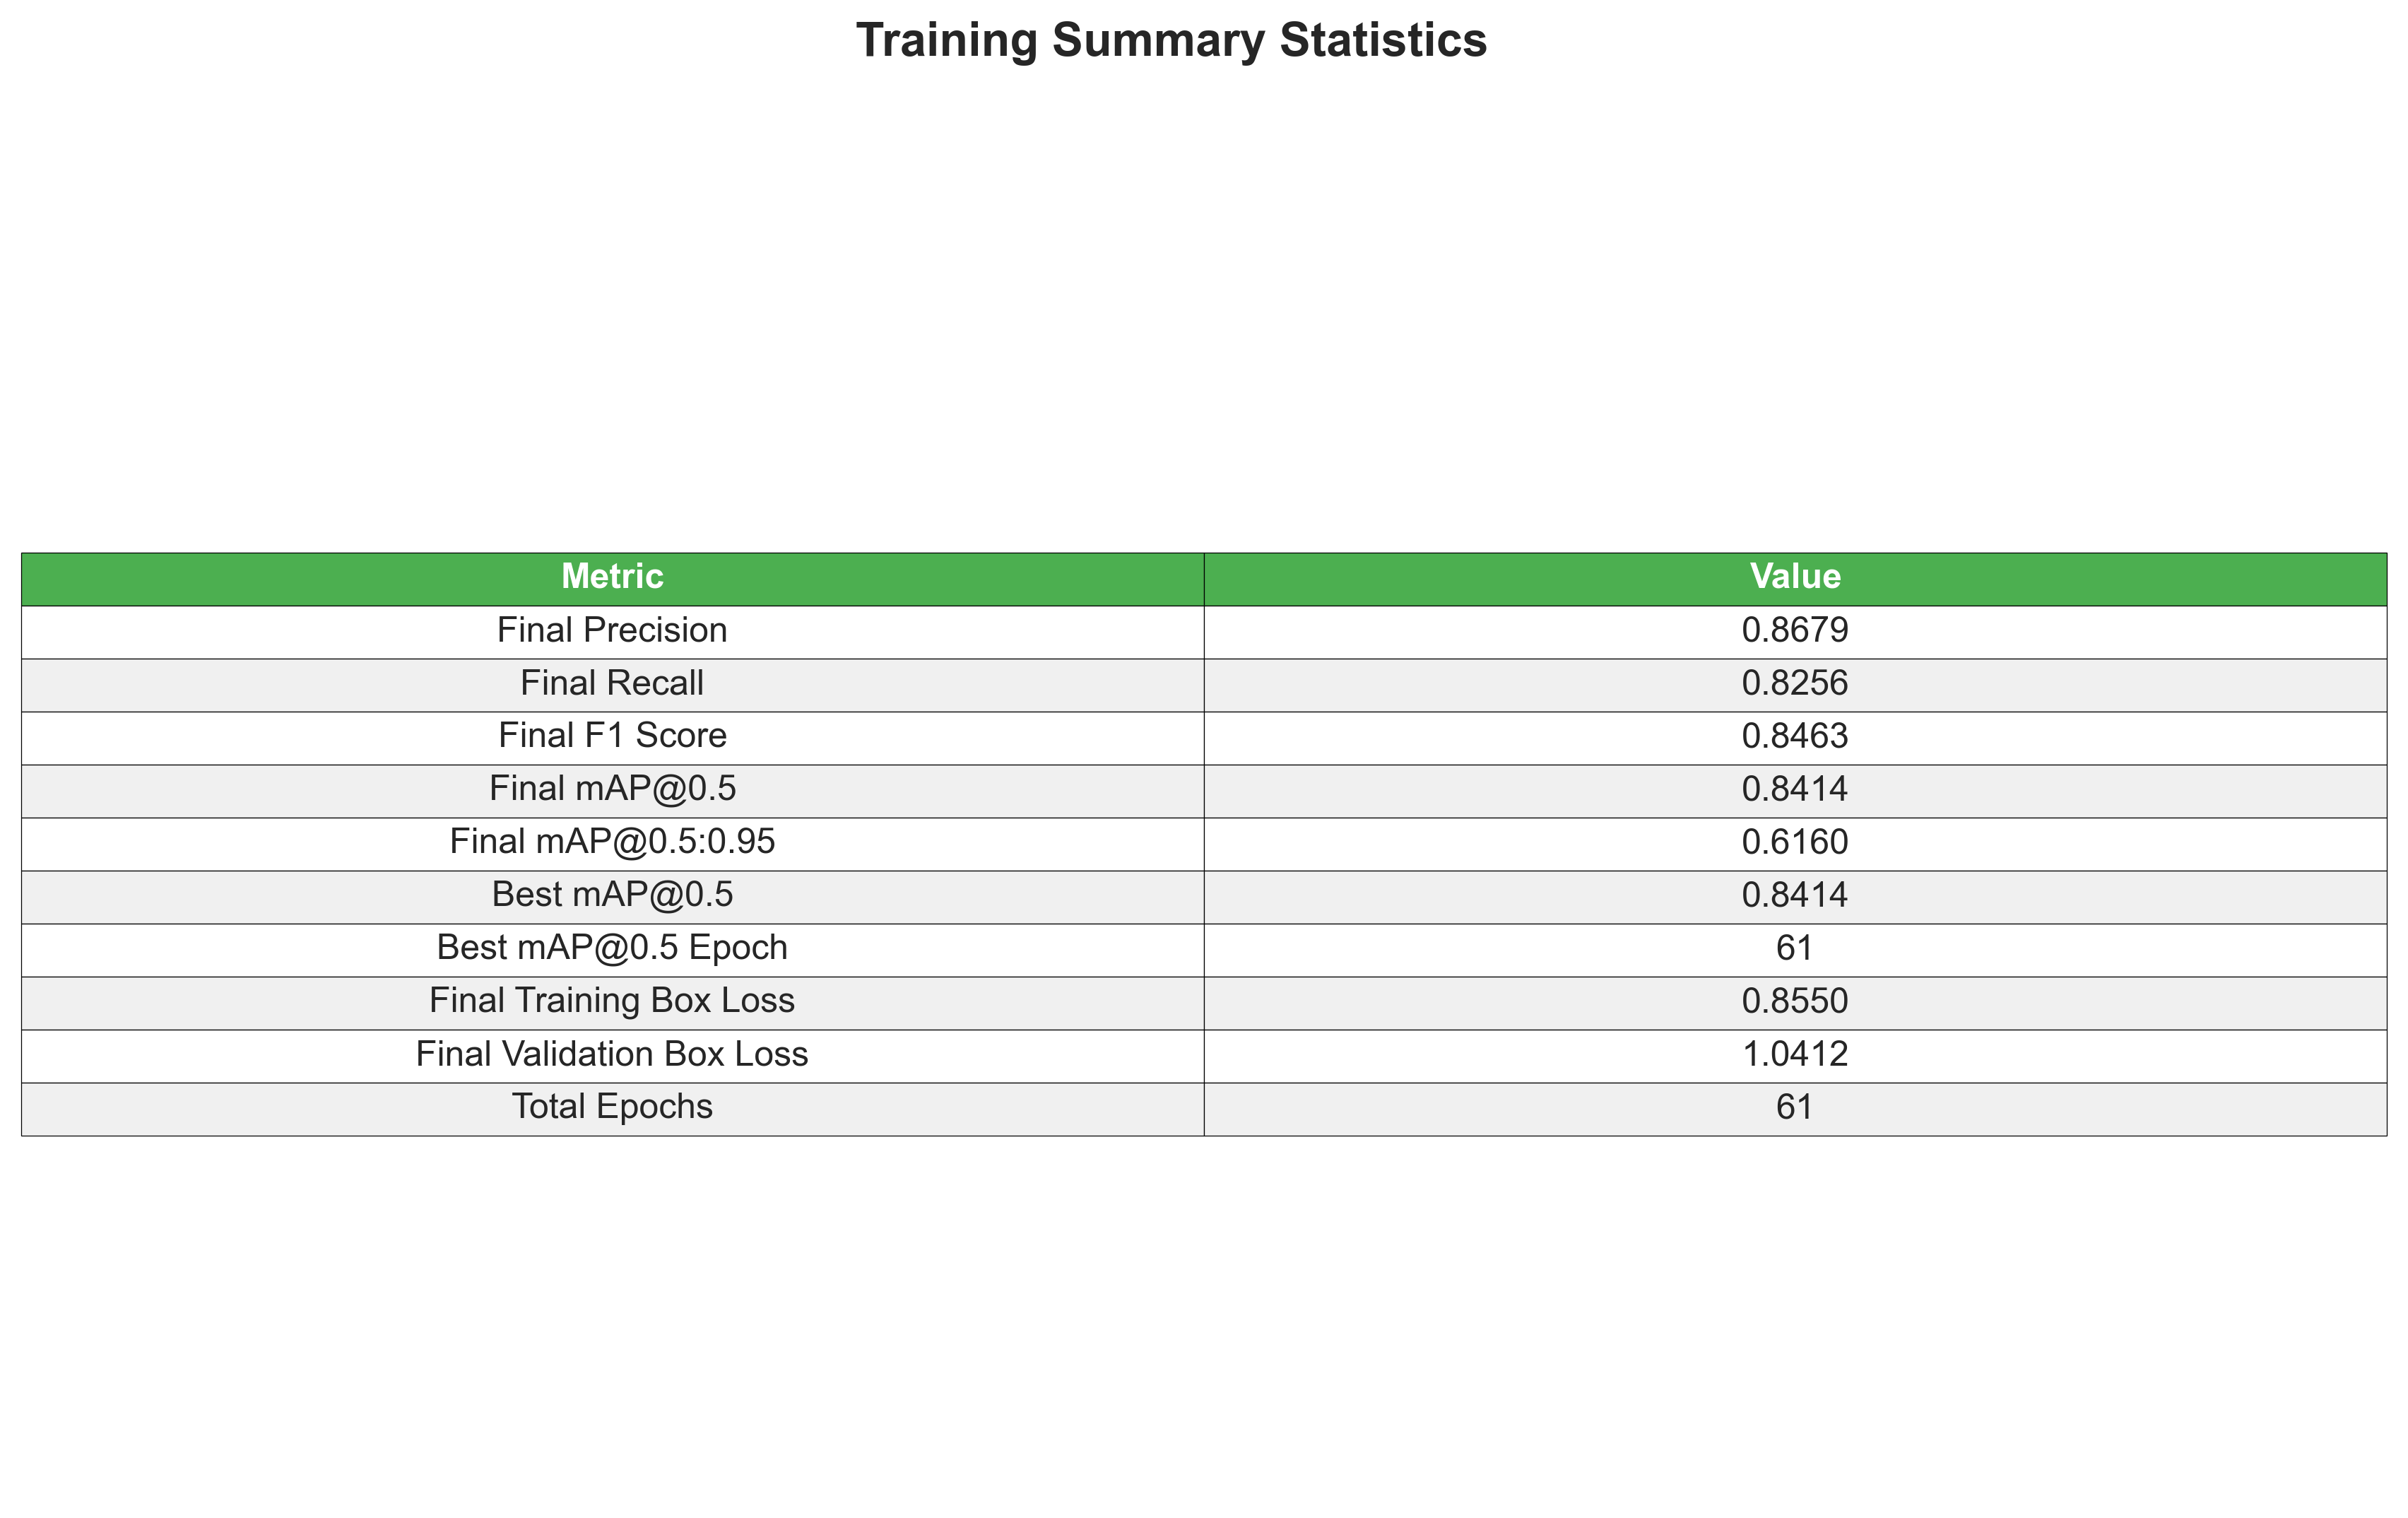 Training Summary Statistics
Metric Value
Final Precision 0.8679
Final Recall 0.8256
Final F1 Score 0.8463
Final mAP@0.5 0.8414
Final mAP@0.5:0.95 0.6160
Best mAP@0.5 0.8414
Best mAP@0.5 Epoch 61
Final Training Box Loss 0.8550
Final Validation Box Loss 1.0412
Total Epochs 61